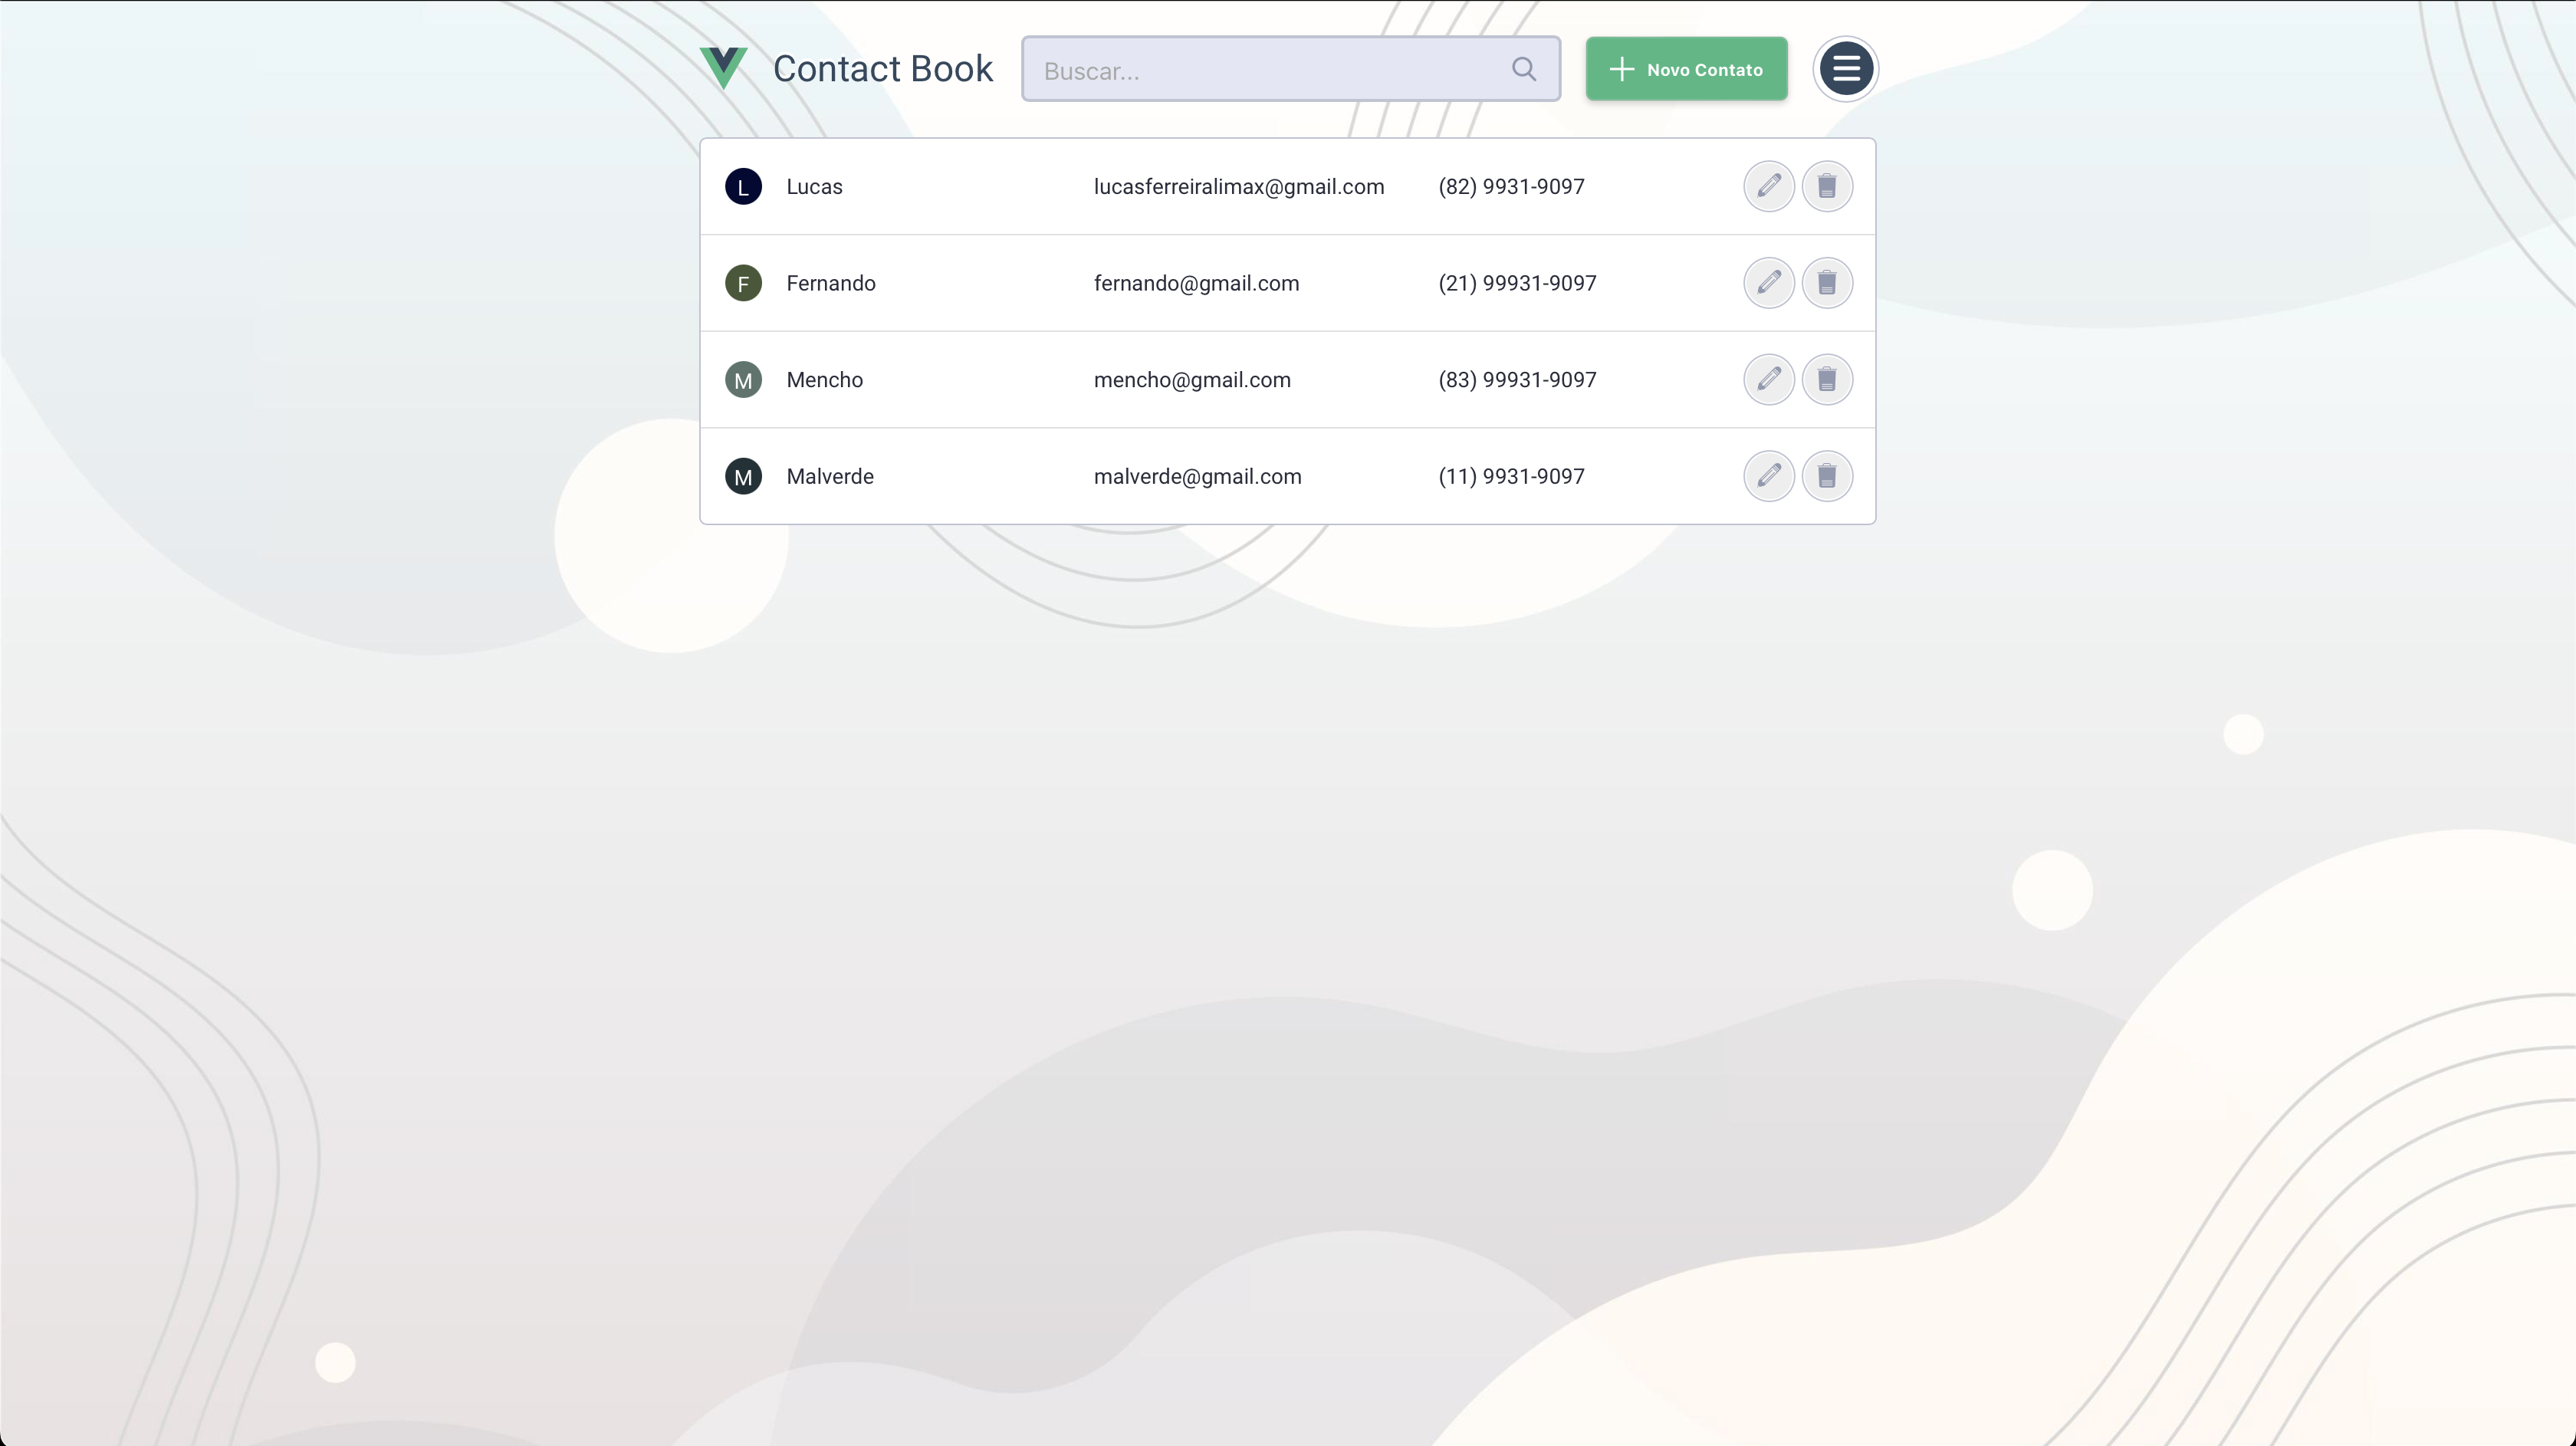 Contact Book
Buscar...
Novo Contato
L Lucas lucasferreiralimax@gmail.com (82) 9931-9097
F Fernando fernando@gmail.com (21) 99931-9097
M Mencho mencho@gmail.com (83) 99931-9097
M Malverde malverde@gmail.com (11) 9931-9097